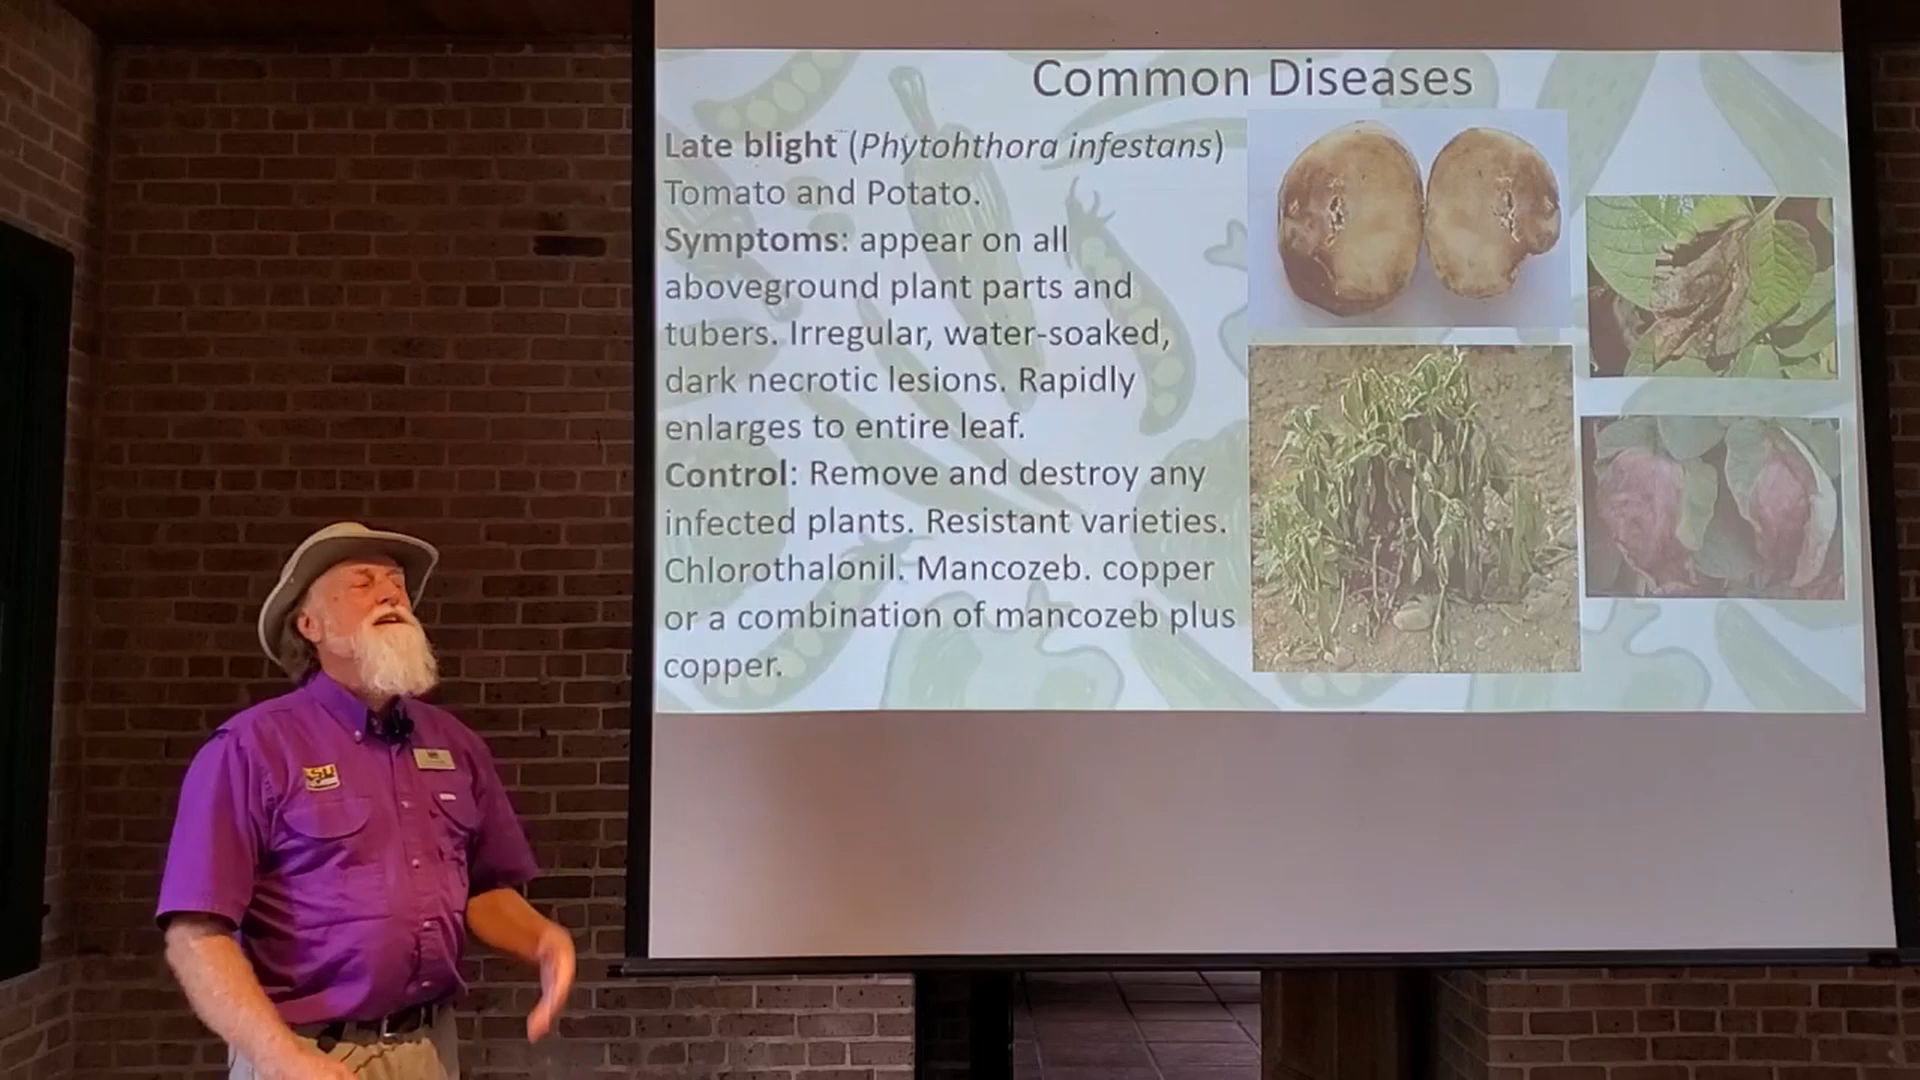 Common Diseases
Late blight (Phytohthora infestans)
Tomato and Potato.
Symptoms: appear on all
aboveground plant parts and
tubers. Irregular, water-soaked,
dark necrotic lesions. Rapidly
enlarges to entire leaf.
Control: Remove and destroy any
infected plants. Resistant varieties.
Chlorothalonil. Mancozeb. copper
or a combination of mancozeb plus
copper.
LSU